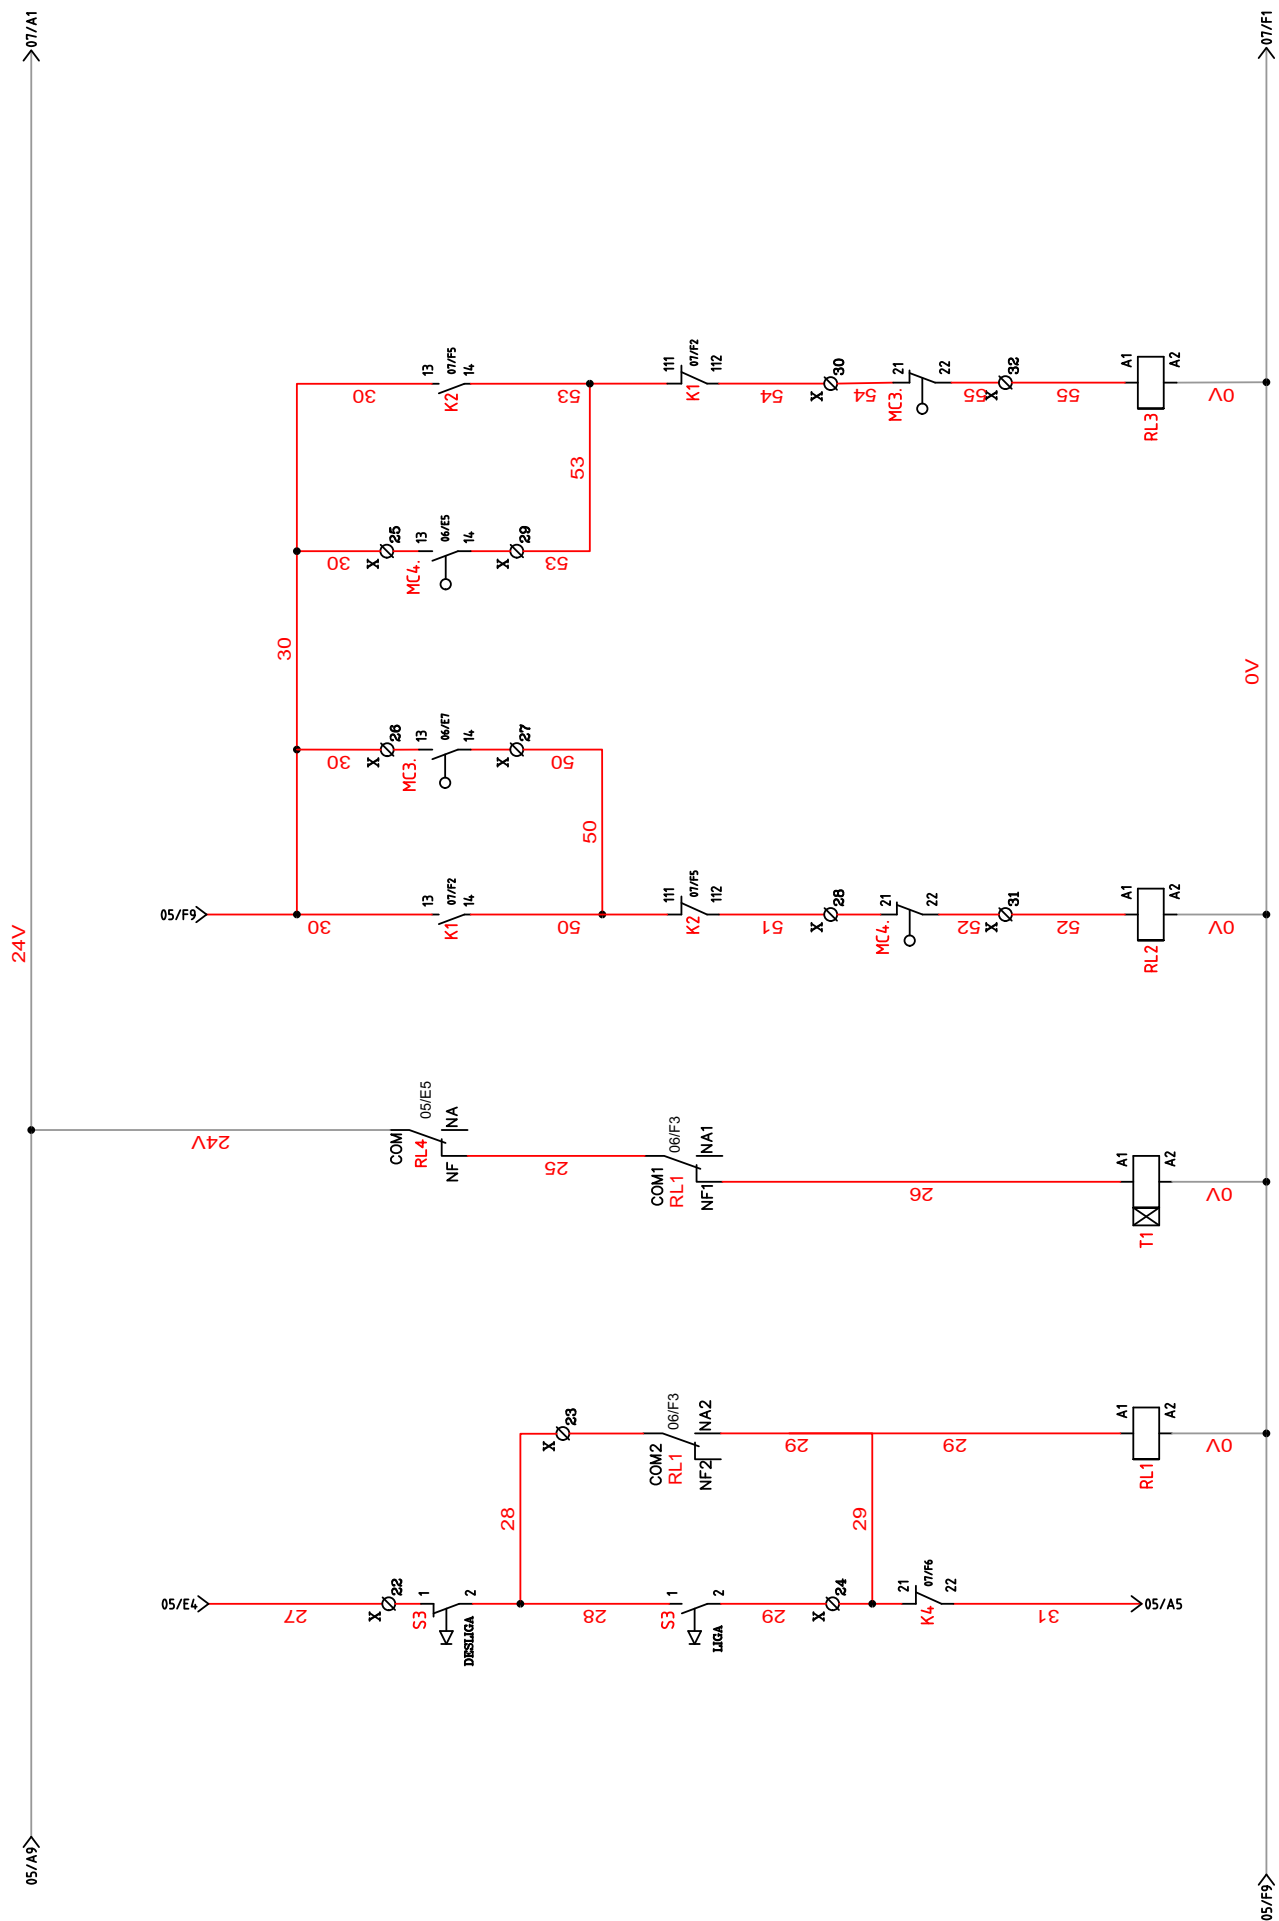 07/A1
24V
05/A9
07/F1
0V
05/F9
30
13
07/F5
14
K2
53
111
07/F2
112
K1
54
X
30
54
21
22
MC3.
55
X
32
55
A1
A2
RL3
0V
53
30
X
25
13
06/E5
14
MC4.
X
29
53
30
30
X
26
13
06/E7
14
MC3.
X
27
50
50
05/F9
30
13
07/F2
14
K1
50
111
07/F5
112
K2
51
X
28
21
22
MC4.
52
X
31
52
A1
A2
RL2
0V
24V
COM
RL4
05/E5
NA
NF
25
COM1
RL1
06/F3
NA1
NF1
26
A1
A2
T1
0V
X
23
COM2
RL1
06/F3
NA2
NF2
29
29
A1
A2
RL1
0V
28
29
05/E4
27
X
22
S3
1
2
DESLIGA
28
S3
1
2
LIGA
29
X
24
21
07/F6
22
K4
31
05/A5